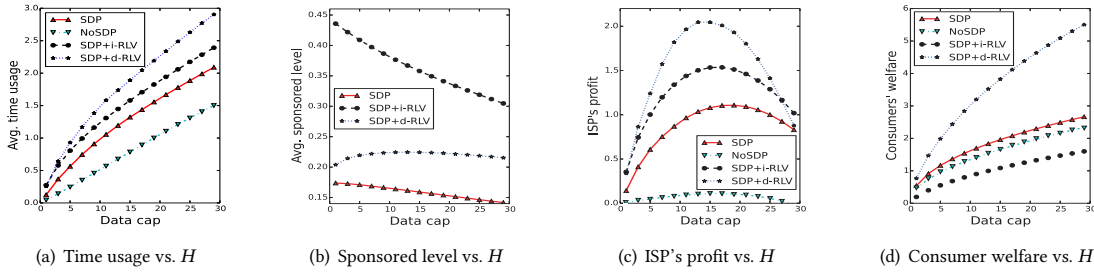 SDP
NoSDP
SDP+i-RLV
SDP+d-RLV
Avg. time usage
3.0
2.5
2.0
1.5
1.0
0.5
0.0
0 5 10 15 20 25 30
Data cap
(a) Time usage vs. H
SDP
SDP+i-RLV
SDP+d-RLV
Avg. sponsored level
0.45
0.40
0.35
0.30
0.25
0.20
0.15
0 5 10 15 20 25 30
Data cap
(b) Sponsored level vs. H
SDP
NoSDP
SDP+i-RLV
SDP+d-RLV
ISP's profit
2.0
1.5
1.0
0.5
0.0
0 5 10 15 20 25 30
Data cap
(c) ISP's profit vs. H
SDP
NoSDP
SDP+i-RLV
SDP+d-RLV
Consumers' welfare
6
5
4
3
2
1
0
0 5 10 15 20 25 30
Data cap
(d) Consumer welfare vs. H